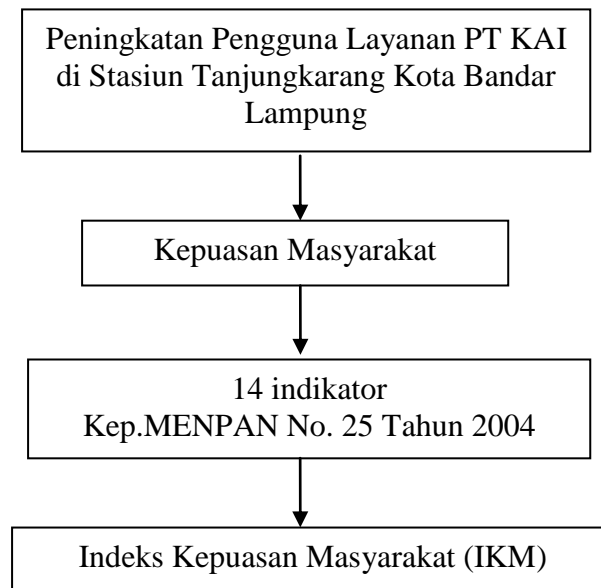 Peningkatan Pengguna Layanan PT KAI
di Stasiun Tanjungkarang Kota Bandar
Lampung
Kepuasan Masyarakat
14 indikator
Kep.MENPAN No. 25 Tahun 2004
Indeks Kepuasan Masyarakat (IKM)